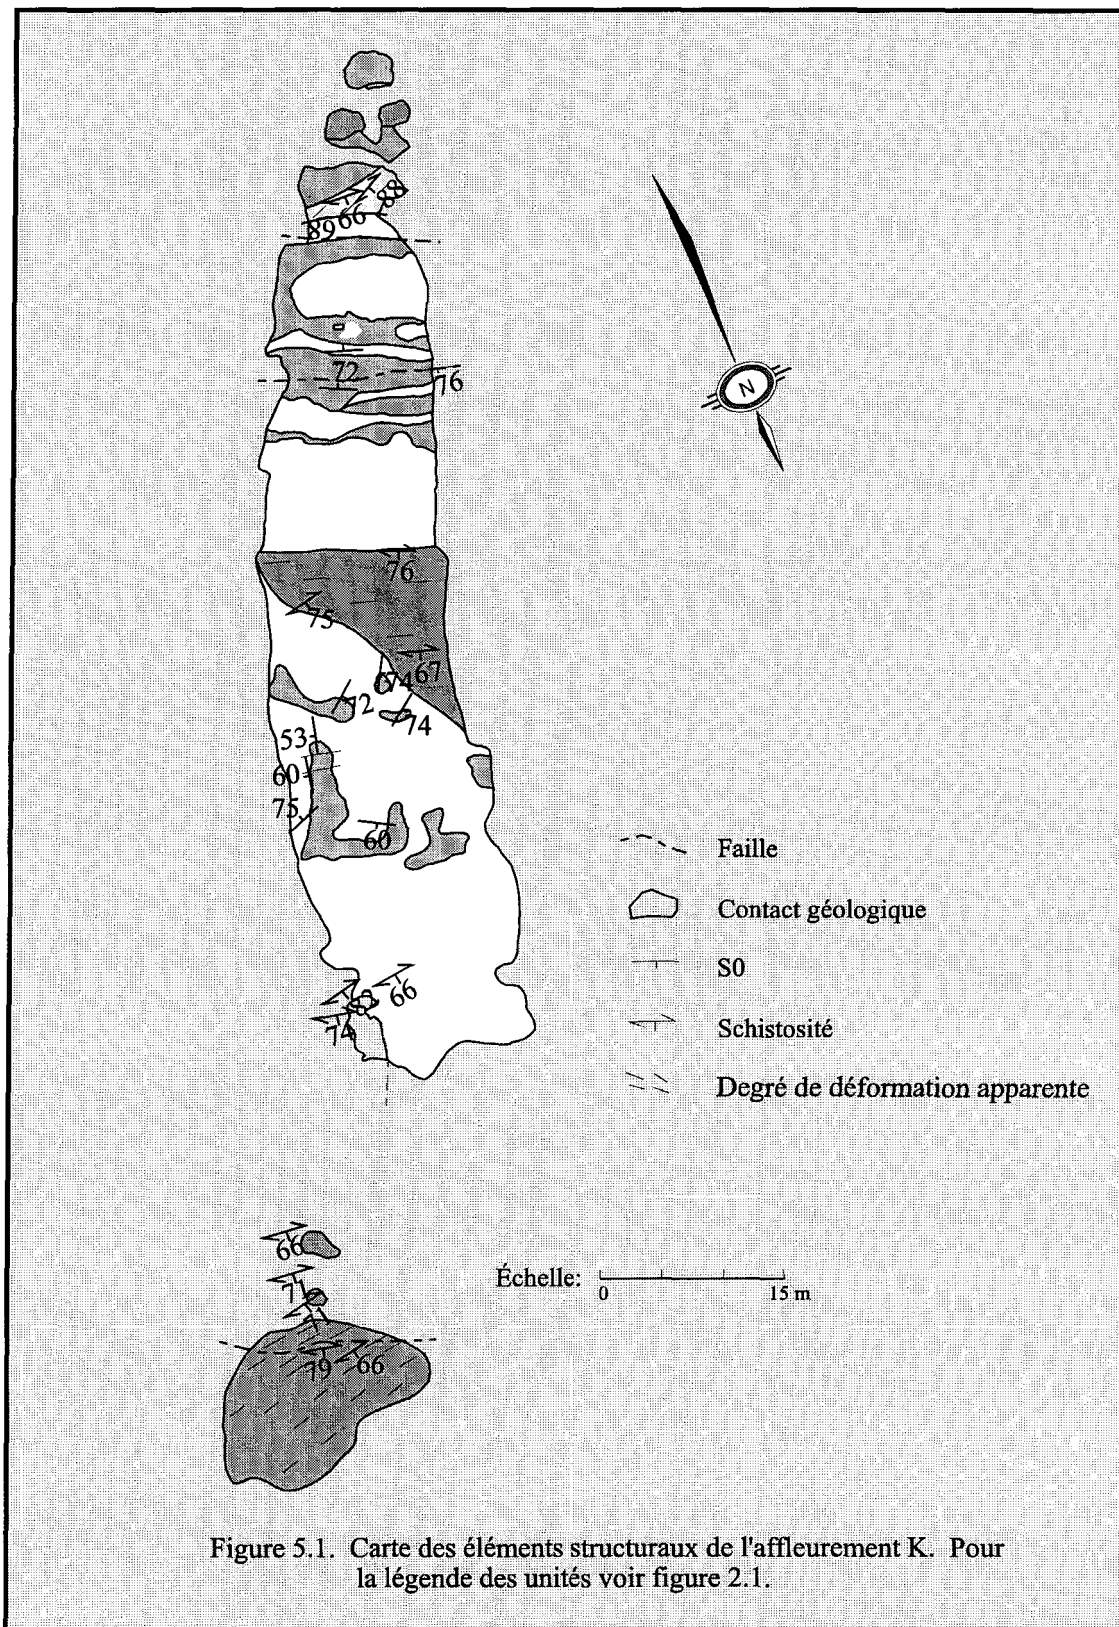 88
66
89
N
72
76
76
75
67
74
72
74
53
60
75
60
Faille
Contact géologique
S0
66
74
Schistosité
Degré de déformation apparente
66
71
Échelle:
0 15 m
79 66
Figure 5.1. Carte des éléments structuraux de l'affleurement K. Pour
la légende des unités voir figure 2.1.